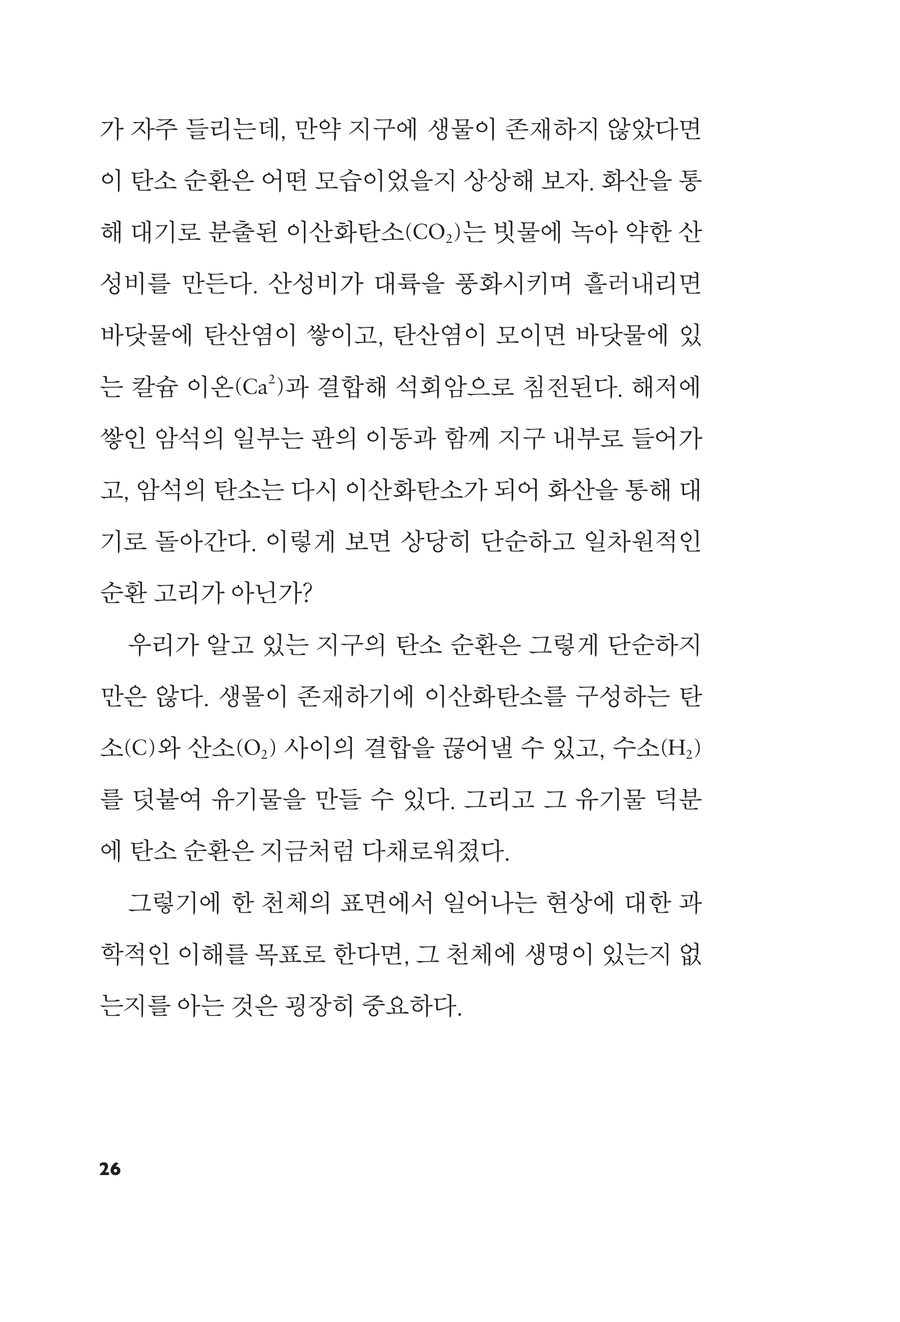 가 자주 들리는데, 만약 지구에 생물이 존재하지 않았다면
이 탄소 순환은 어떤 모습이었을지 상상해 보자. 화산을 통
해 대기로 분출된 이산화탄소(CO₂)는 빗물에 녹아 약한 산
성비를 만든다. 산성비가 대륙을 풍화시키며 흘러내리면
바닷물에 탄산염이 쌓이고, 탄산염이 모이면 바닷물에 있
는 칼슘 이온(Ca²)과 결합해 석회암으로 침전된다. 해저에
쌓인 암석의 일부는 판의 이동과 함께 지구 내부로 들어가
고, 암석의 탄소는 다시 이산화탄소가 되어 화산을 통해 대
기로 돌아간다. 이렇게 보면 상당히 단순하고 일차원적인
순환 고리가 아닌가?
우리가 알고 있는 지구의 탄소 순환은 그렇게 단순하지
만은 않다. 생물이 존재하기에 이산화탄소를 구성하는 탄
소(C)와 산소(O₂) 사이의 결합을 끊어낼 수 있고, 수소(H₂)
를 덧붙여 유기물을 만들 수 있다. 그리고 그 유기물 덕분
에 탄소 순환은 지금처럼 다채로워졌다.
그렇기에 한 천체의 표면에서 일어나는 현상에 대한 과
학적인 이해를 목표로 한다면, 그 천체에 생명이 있는지 없
는지를 아는 것은 굉장히 중요하다.
26